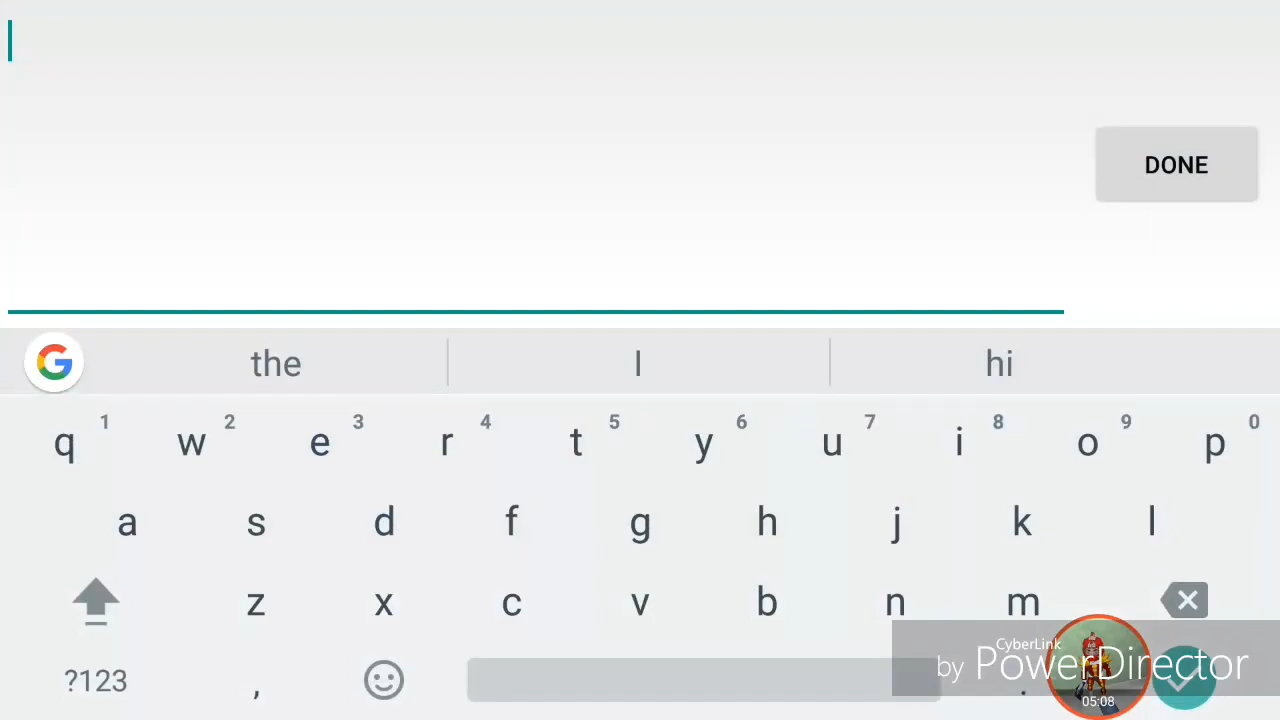 DONE
the I hi
q 1 w 2 e 3 r 4 t 5 y 6 u 7 i 8 o 9 p 0
a s d f g h j k l
z x c v b n m
CyberLink
by PowerDirector
?123 , .
05:08